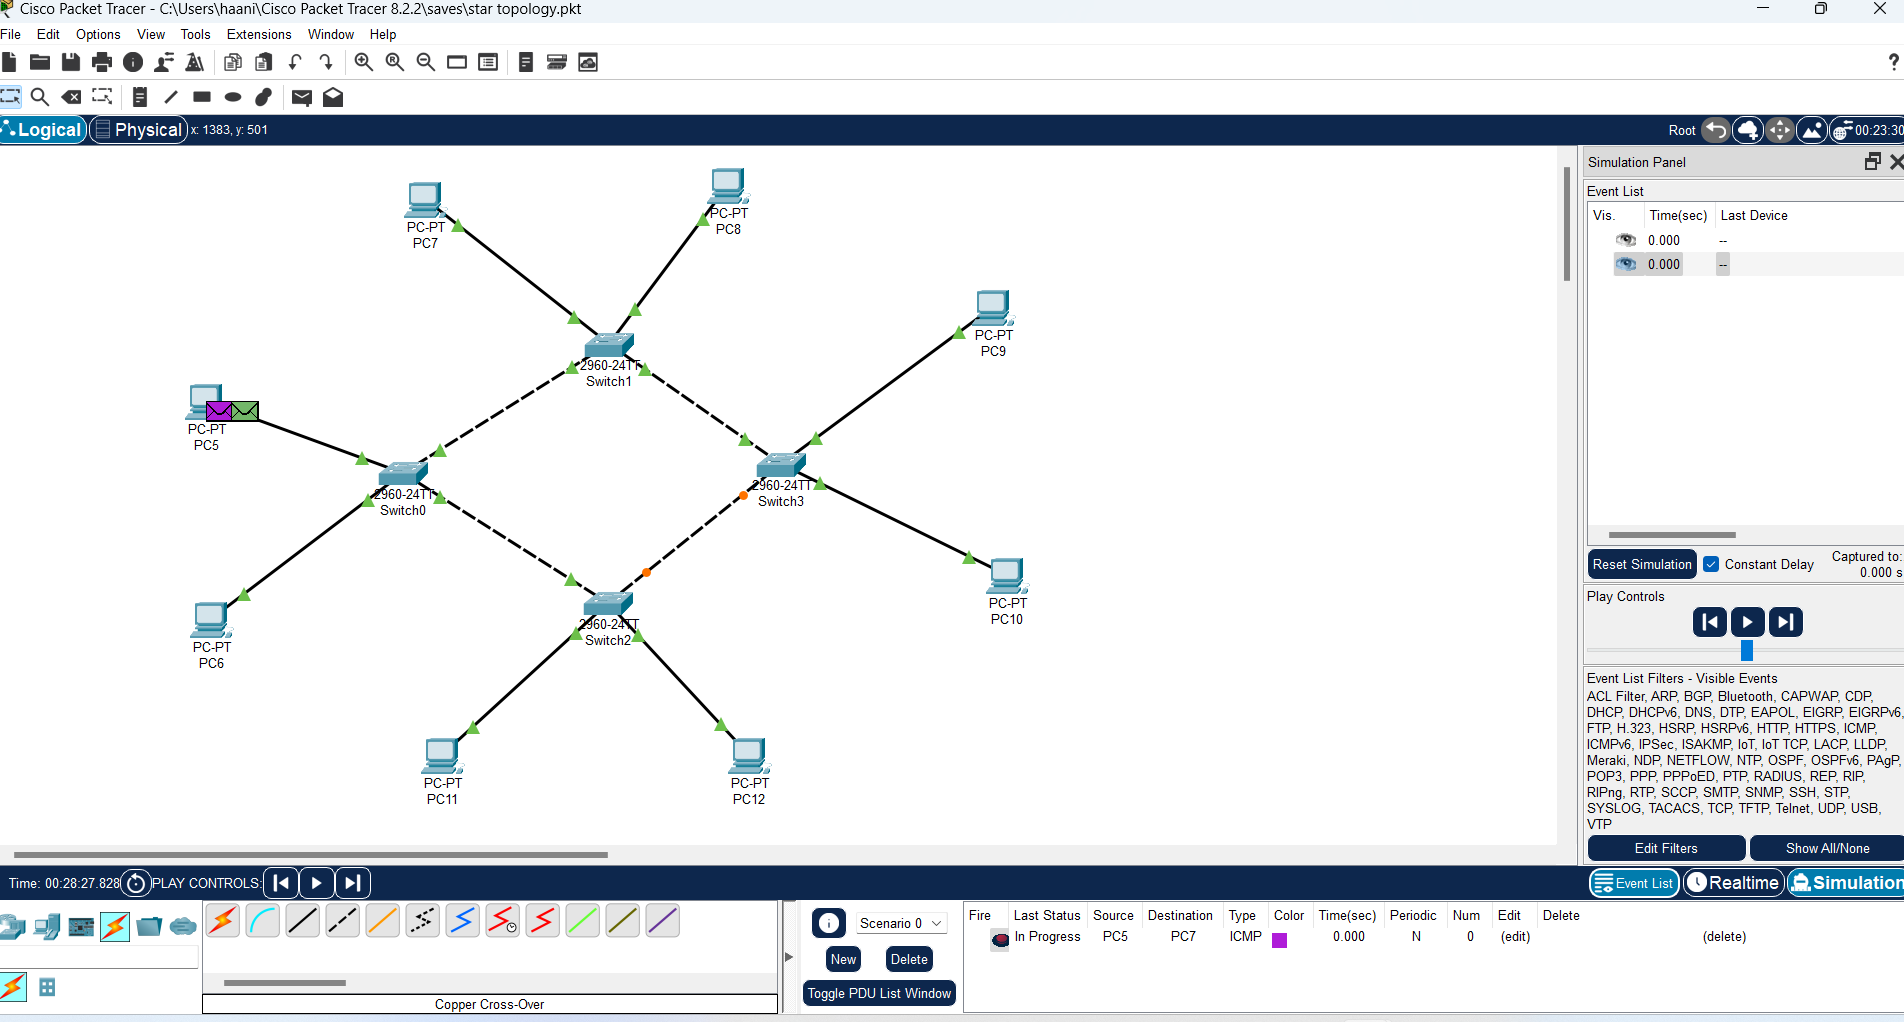 Cisco Packet Tracer - C:\Users\haani\Cisco Packet Tracer 8.2.2\saves\star topology.pkt
File Edit Options View Tools Extensions Window Help
?
Logical Physical x: 1383, y: 501 Root 00:23:30
Simulation Panel
Event List
Vis. Time(sec) Last Device
0.000 --
0.000 --
PC-PT
PC7
PC-PT
PC8
PC-PT
PC9
2960-24TT
Switch1
PC-PT
PC5
2960-24TT
Switch0
2960-24TT
Switch3
PC-PT
PC10
2960-24TT
Switch2
PC-PT
PC6
PC-PT
PC11
PC-PT
PC12
Reset Simulation Constant Delay Captured to:
0.000 s
Play Controls
Event List Filters - Visible Events
ACL Filter, ARP, BGP, Bluetooth, CAPWAP, CDP,
DHCP, DHCPv6, DNS, DTP, EAPOL, EIGRP, EIGRPv6,
FTP, H.323, HSRP, HSRPv6, HTTP, HTTPS, ICMP,
ICMPv6, IPSec, ISAKMP, IoT, IoT TCP, LACP, LLDP,
Meraki, NDP, NETFLOW, NTP, OSPF, OSPFv6, PAgP,
POP3, PPP, PPPoED, PTP, RADIUS, REP, RIP,
RIPng, RTP, SCCP, SMTP, SNMP, SSH, STP,
SYSLOG, TACACS, TCP, TFTP, Telnet, UDP, USB,
VTP
Edit Filters Show All/None
Time: 00:28:27.828 PLAY CONTROLS: Event List Realtime Simulation
Scenario 0
New Delete
Toggle PDU List Window
Fire Last Status Source Destination Type Color Time(sec) Periodic Num Edit Delete
In Progress PC5 PC7 ICMP 0.000 N 0 (edit) (delete)
Copper Cross-Over